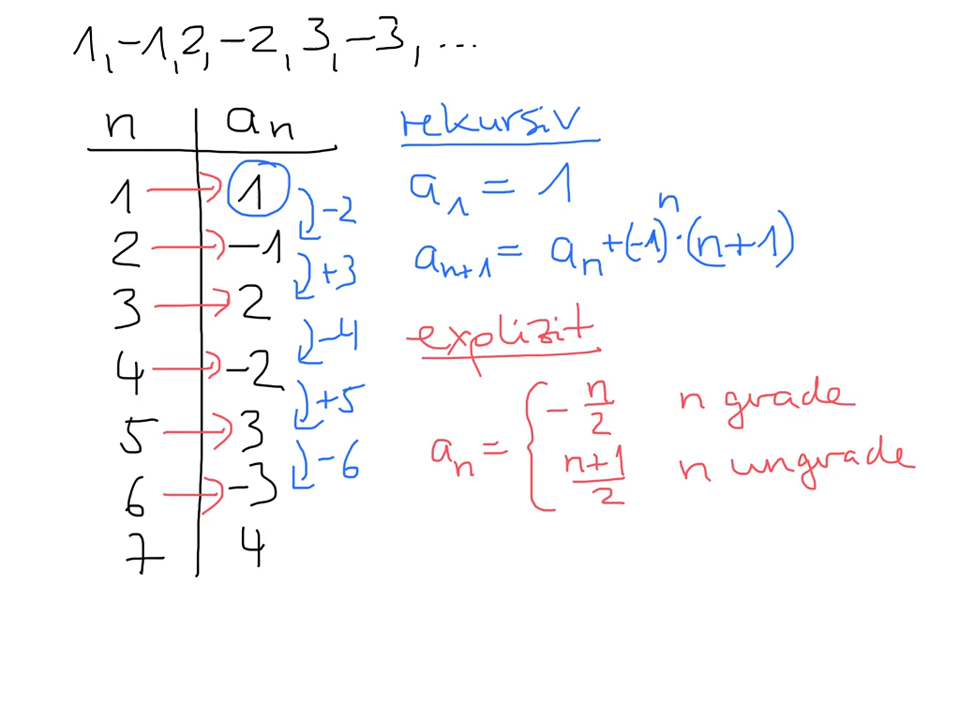 1, -1, 2, -2, 3, -3, ...
n | aₙ
1 → 1
2 → -1
3 → 2
4 → -2
5 → 3
6 → -3
7 4
-2
+3
-4
+5
-6
rekursiv
a₁ = 1
aₙ₊₁ = aₙ + (-1)ⁿ · (n+1)
explizit
aₙ = { -n/2 n grade
(n+1)/2 n ungrade